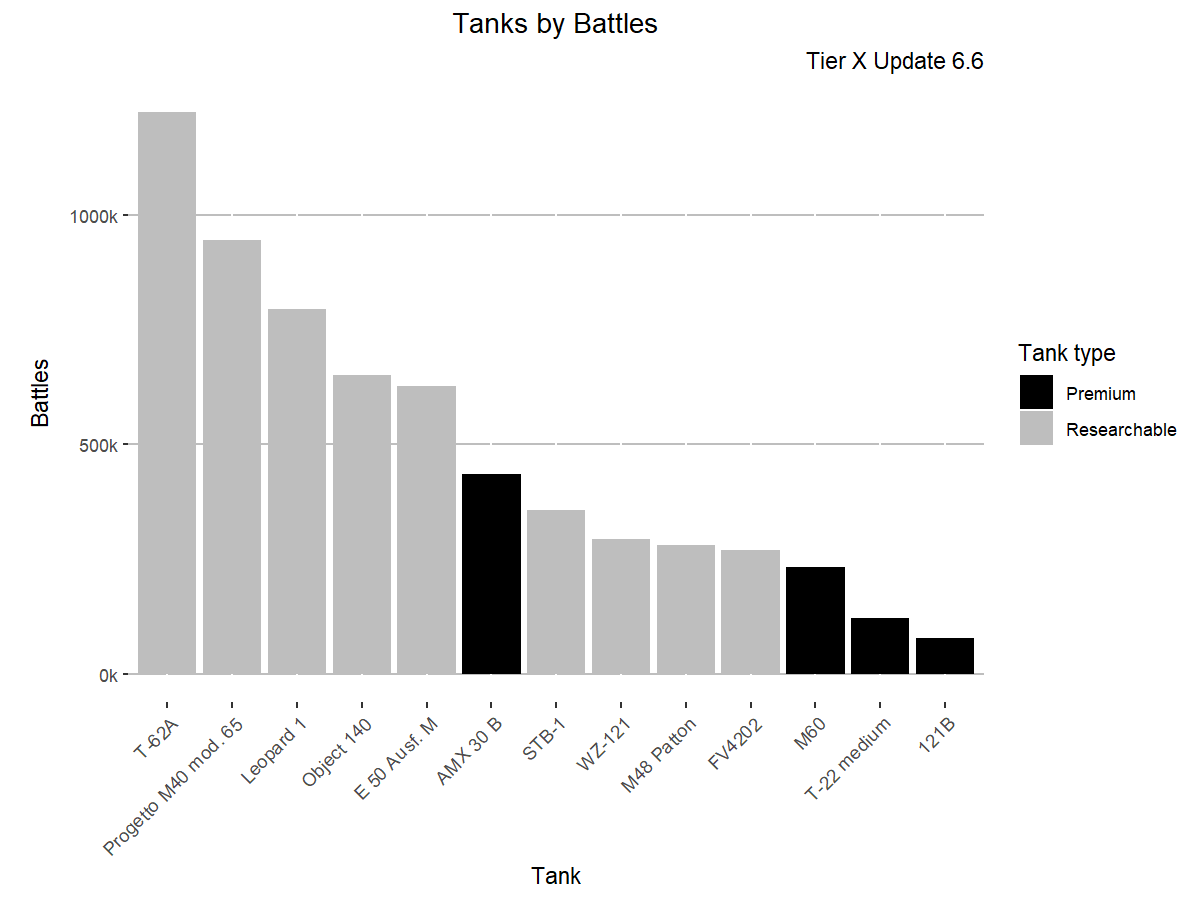 Tanks by Battles
Tier X Update 6.6
Battles
1000k
500k
0k
T-62A
Progetto M40 mod. 65
Leopard 1
Object 140
E 50 Ausf. M
AMX 30 B
STB-1
WZ-121
M48 Patton
FV4202
M60
T-22 medium
121B
Tank
Tank type
Premium
Researchable